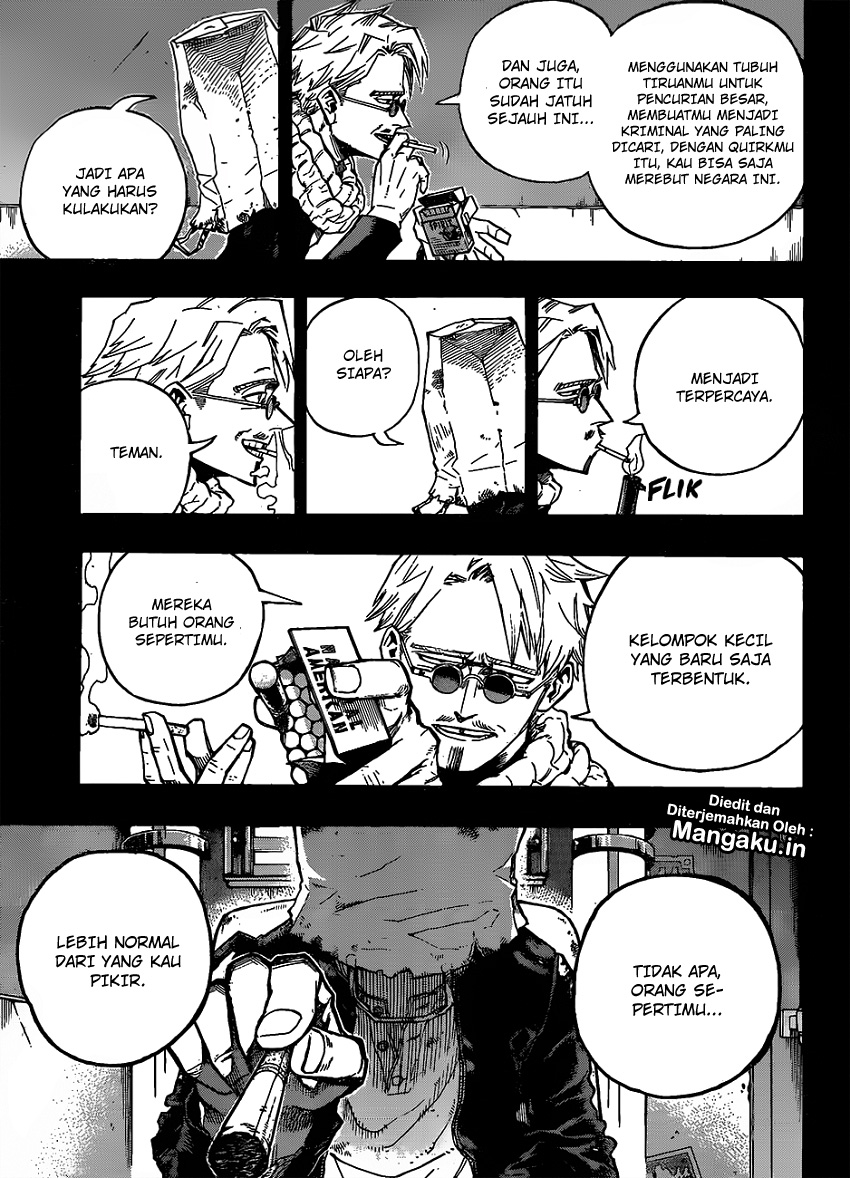 MENGGUNAKAN TUBUH
TIRUANMU UNTUK
PENCURIAN BESAR,
MEMBUATMU MENJADI
KRIMINAL YANG PALING
DICARI, DENGAN QUIRKMU
ITU, KAU BISA SAJA
MEREBUT NEGARA INI.
DAN JUGA,
ORANG ITU
SUDAH JATUH
SEJAUH INI...
JADI APA
YANG HARUS
KULAKUKAN?
MENJADI
TERPERCAYA.
FLIK
OLEH
SIAPA?
TEMAN.
KELOMPOK KECIL
YANG BARU SAJA
TERBENTUK.
MEREKA
BUTUH ORANG
SEPERTIMU.
AMERIKAN
Diedit dan
Diterjemahkan Oleh :
Mangaku.in
TIDAK APA,
ORANG SE-
PERTIMU...
LEBIH NORMAL
DARI YANG KAU
PIKIR.